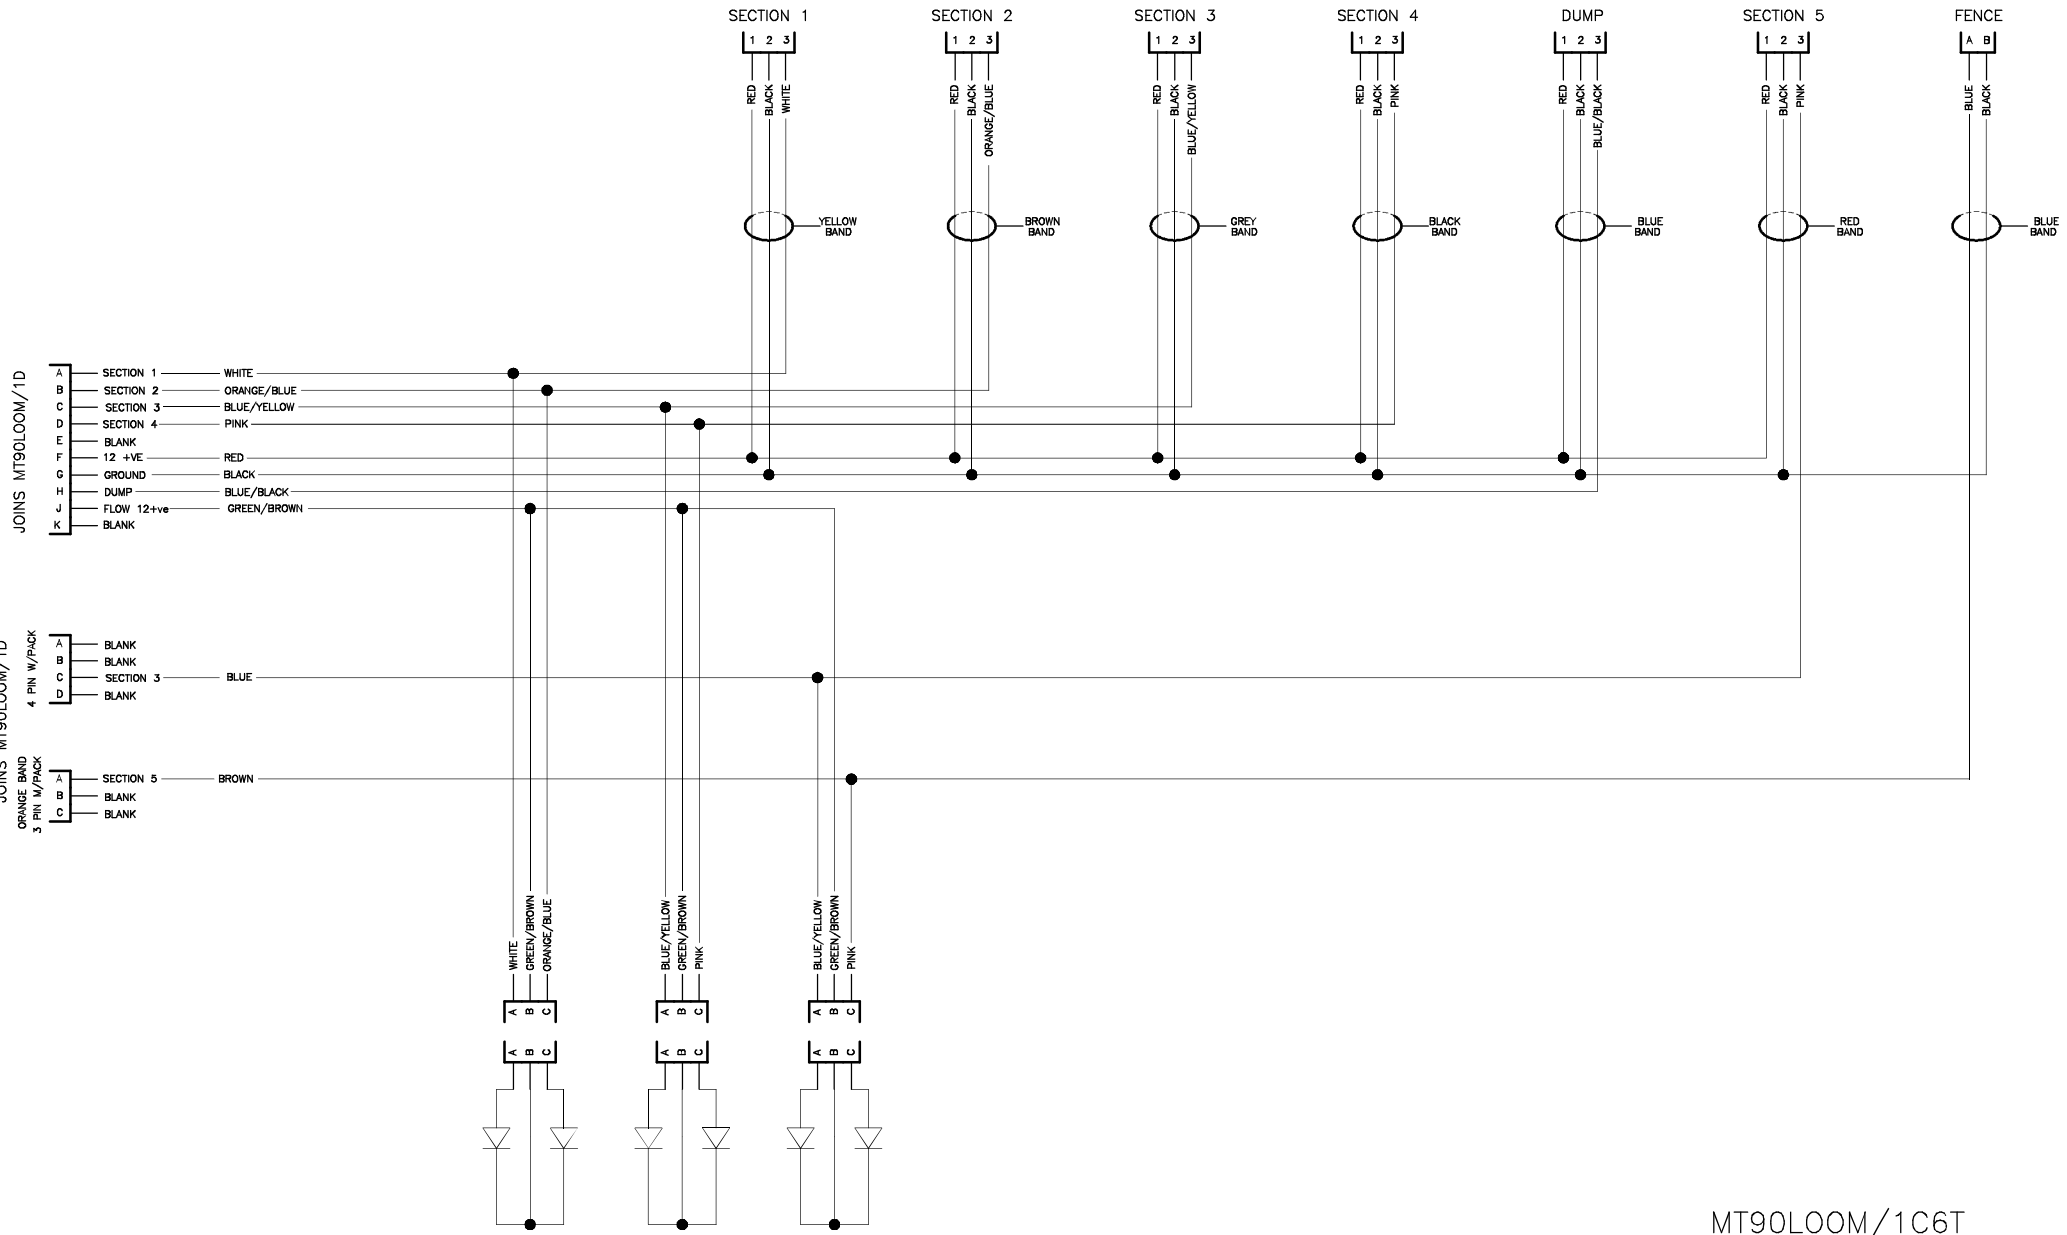 SECTION 1
SECTION 2
SECTION 3
SECTION 4
DUMP
SECTION 5
FENCE
1 2 3
1 2 3
1 2 3
1 2 3
1 2 3
1 2 3
A B
RED
BLACK
WHITE
RED
BLACK
ORANGE/BLUE
RED
BLACK
BLUE/YELLOW
RED
BLACK
PINK
RED
BLACK
BLUE/BLACK
RED
BLACK
PINK
BLUE
BLACK
YELLOW
BAND
BROWN
BAND
GREY
BAND
BLACK
BAND
BLUE
BAND
RED
BAND
BLUE
BAND
JOINS MT90LOOM/1D
A SECTION 1 WHITE
B SECTION 2 ORANGE/BLUE
C SECTION 3 BLUE/YELLOW
D SECTION 4 PINK
E BLANK
F 12 +VE RED
G GROUND BLACK
H DUMP BLUE/BLACK
J FLOW 12+ve GREEN/BROWN
K BLANK
JOINS MT90LOOM/1D
4 PIN W/PACK
A BLANK
B BLANK
C SECTION 3 BLUE
D BLANK
ORANGE BAND
3 PIN M/PACK
A SECTION 5 BROWN
B BLANK
C BLANK
WHITE
GREEN/BROWN
ORANGE/BLUE
BLUE/YELLOW
GREEN/BROWN
PINK
BLUE/YELLOW
GREEN/BROWN
PINK
A B C
A B C
A B C
A B C
A B C
A B C
MT90LOOM/1C6T